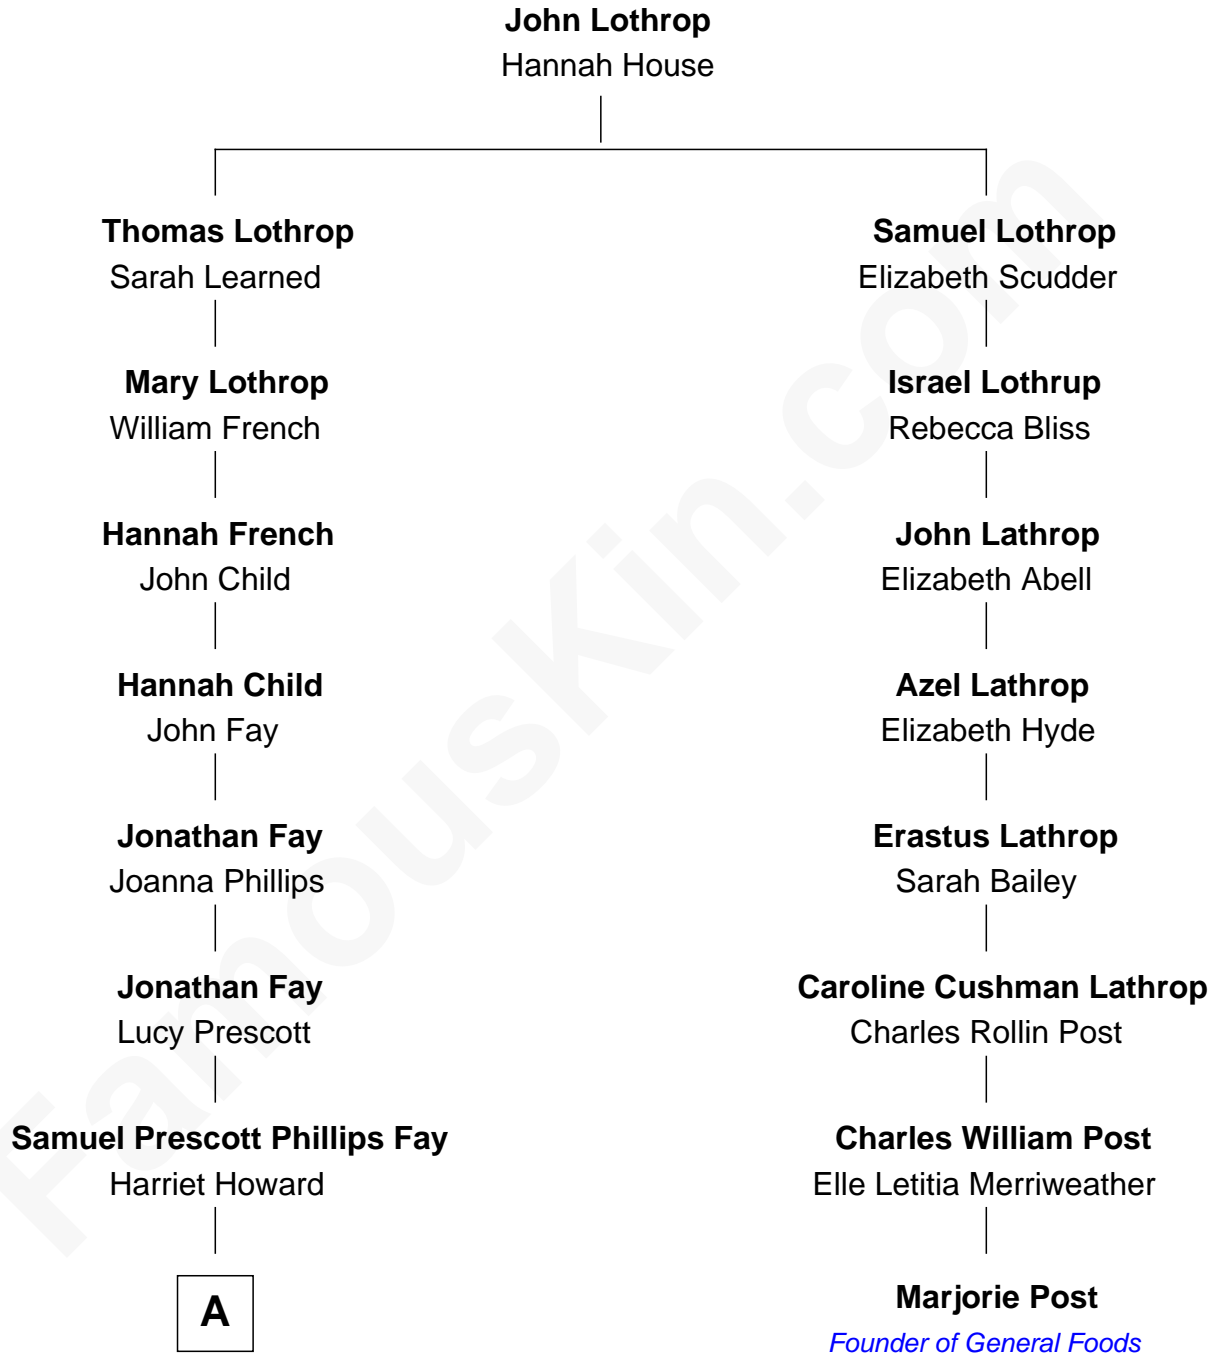 John Lothrop
Hannah House
Thomas Lothrop
Sarah Learned
Samuel Lothrop
Elizabeth Scudder
Mary Lothrop
William French
Israel Lothrup
Rebecca Bliss
Hannah French
John Child
John Lathrop
Elizabeth Abell
Hannah Child
John Fay
Azel Lathrop
Elizabeth Hyde
Jonathan Fay
Joanna Phillips
Erastus Lathrop
Sarah Bailey
Jonathan Fay
Lucy Prescott
Caroline Cushman Lathrop
Charles Rollin Post
Samuel Prescott Phillips Fay
Harriet Howard
Charles William Post
Elle Letitia Merriweather
A
Marjorie Post
Founder of General Foods
FamousKin.com